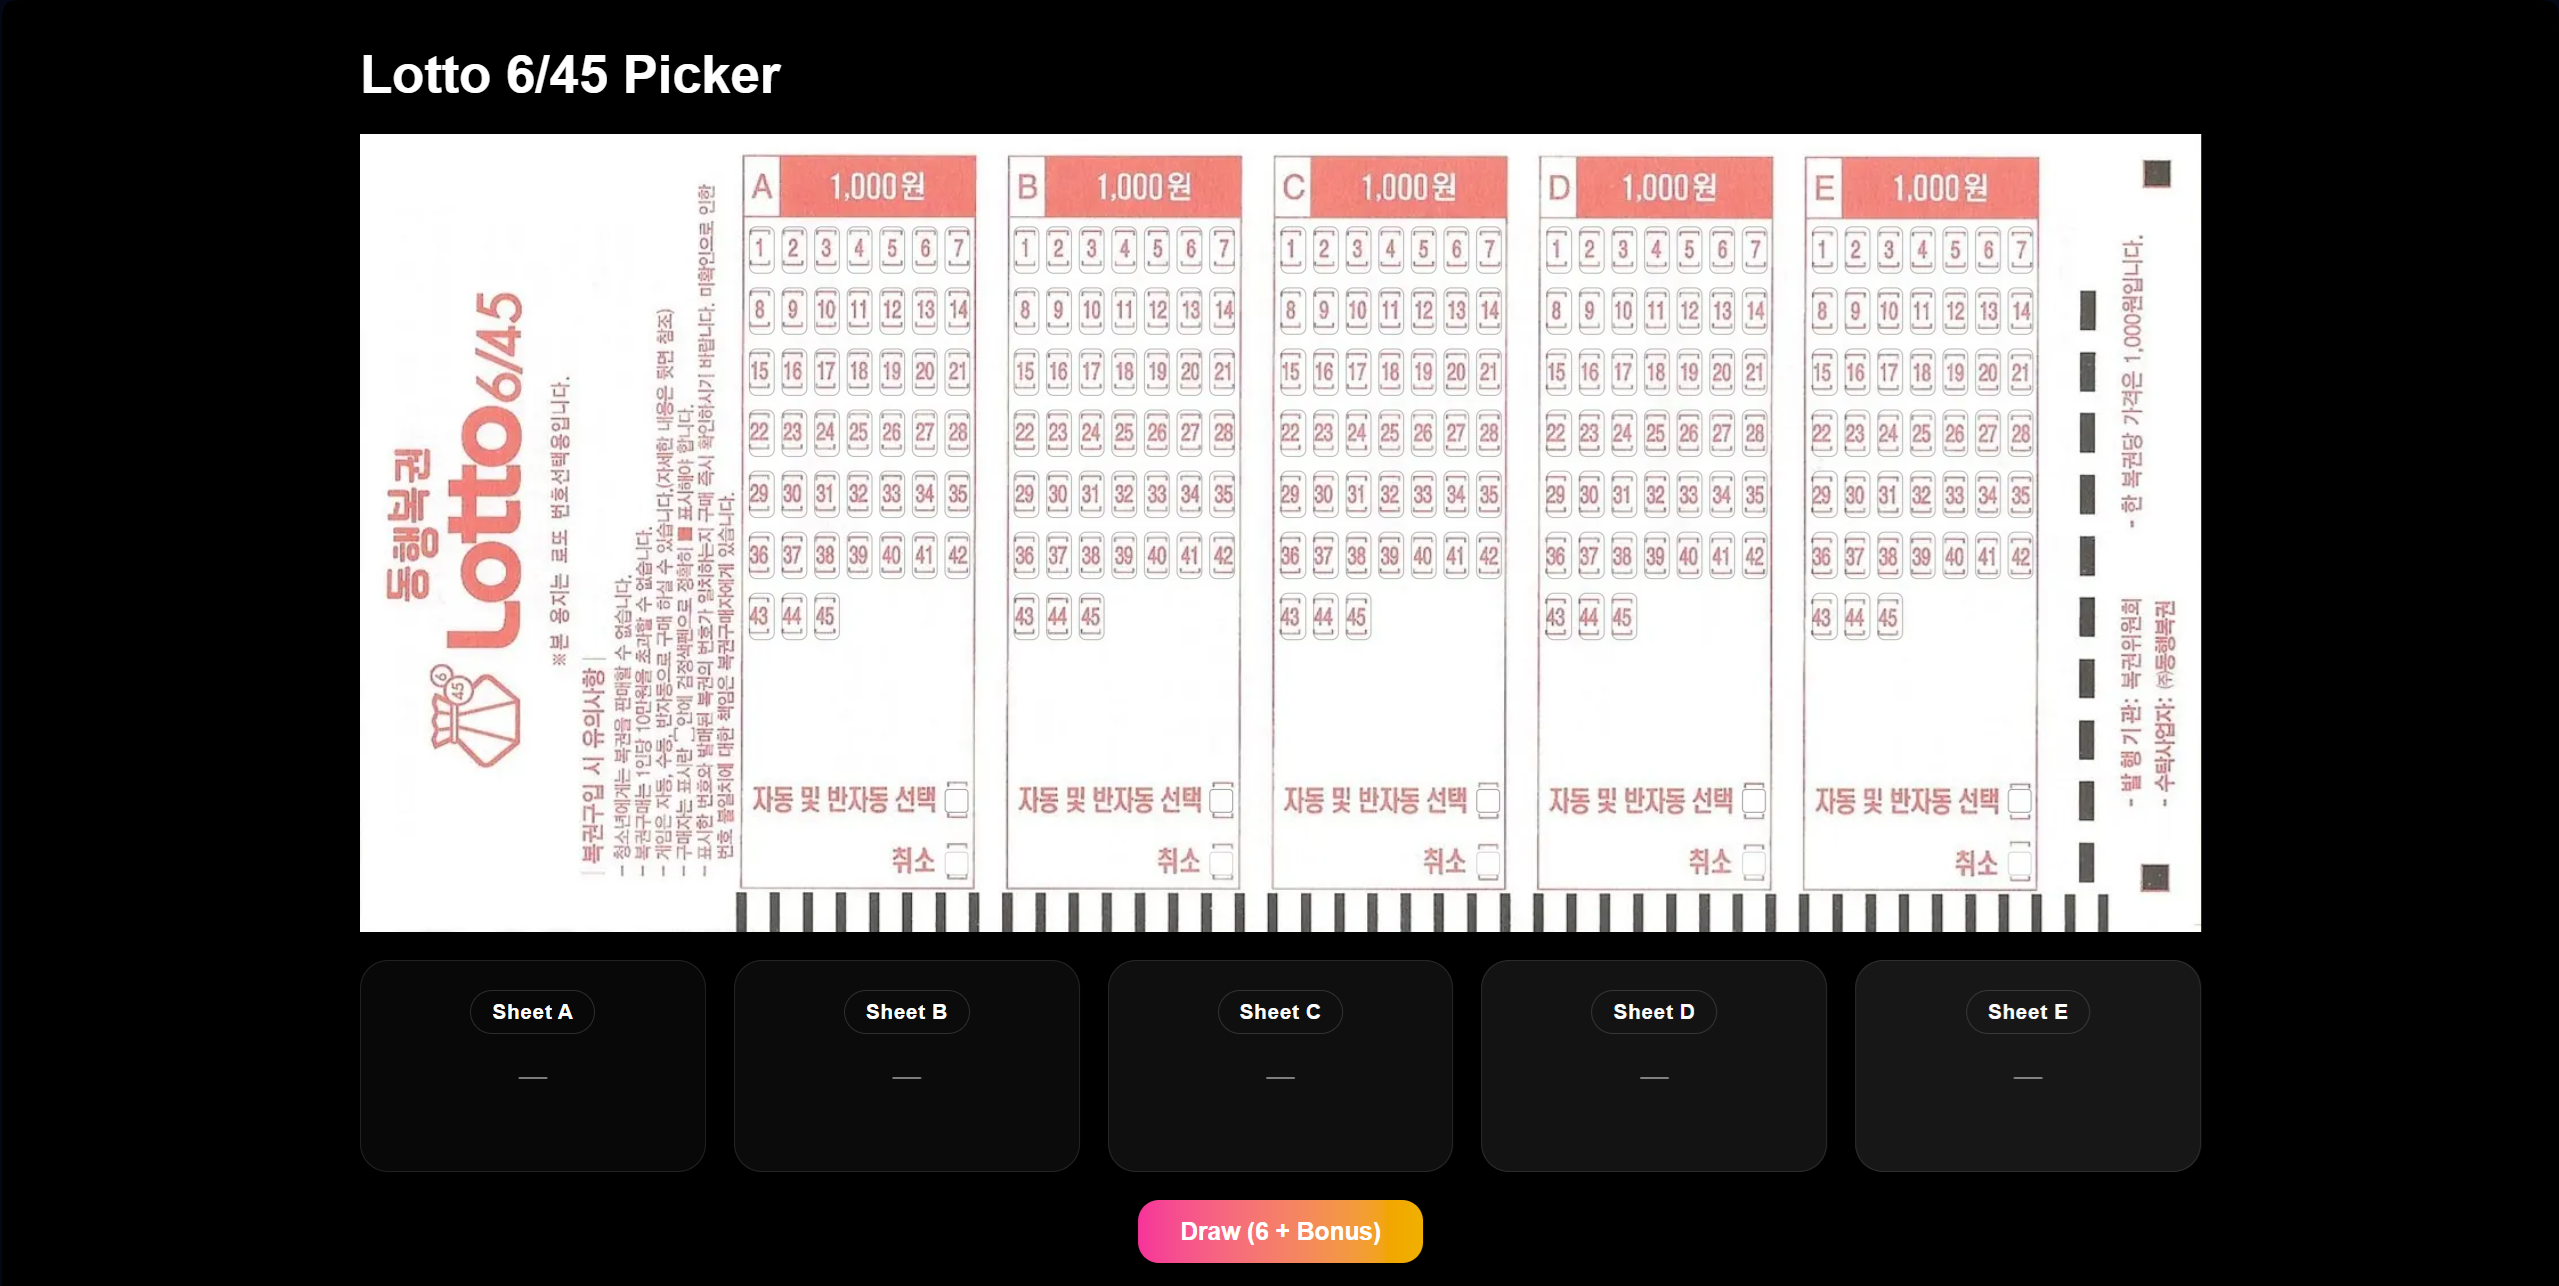 Lotto 6/45 Picker
동행복권
Lotto6/45
6
45
※본 용지는 로또 번호선택용입니다.
복권구입 시 유의사항
- 청소년에게는 복권을 판매할 수 없습니다.
- 복권구매는 1인당 10만원을 초과할 수 없습니다.
- 게임은 자동, 수동, 반자동으로 구매 하실 수 있습니다.(자세한 내용은 뒷면 참조)
- 구매자는 표시란 [ ]안에 검정색펜으로 정확히 ■ 표시해야 합니다.
- 표시한 번호와 발매된 복권의 번호가 일치하는지 구매 즉시 확인하시기 바랍니다. 미확인으로 인한
번호 불일치에 대한 책임은 복권구매자에게 있습니다.
A 1,000원
1 2 3 4 5 6 7
8 9 10 11 12 13 14
15 16 17 18 19 20 21
22 23 24 25 26 27 28
29 30 31 32 33 34 35
36 37 38 39 40 41 42
43 44 45
자동 및 반자동 선택
취소
B 1,000원
1 2 3 4 5 6 7
8 9 10 11 12 13 14
15 16 17 18 19 20 21
22 23 24 25 26 27 28
29 30 31 32 33 34 35
36 37 38 39 40 41 42
43 44 45
자동 및 반자동 선택
취소
C 1,000원
1 2 3 4 5 6 7
8 9 10 11 12 13 14
15 16 17 18 19 20 21
22 23 24 25 26 27 28
29 30 31 32 33 34 35
36 37 38 39 40 41 42
43 44 45
자동 및 반자동 선택
취소
D 1,000원
1 2 3 4 5 6 7
8 9 10 11 12 13 14
15 16 17 18 19 20 21
22 23 24 25 26 27 28
29 30 31 32 33 34 35
36 37 38 39 40 41 42
43 44 45
자동 및 반자동 선택
취소
E 1,000원
1 2 3 4 5 6 7
8 9 10 11 12 13 14
15 16 17 18 19 20 21
22 23 24 25 26 27 28
29 30 31 32 33 34 35
36 37 38 39 40 41 42
43 44 45
자동 및 반자동 선택
취소
- 발 행 기 관: 복권위원회 - 한 복권당 가격은 1,000원입니다.
- 수탁사업자: ㈜동행복권
Sheet A
—
Sheet B
—
Sheet C
—
Sheet D
—
Sheet E
—
Draw (6 + Bonus)